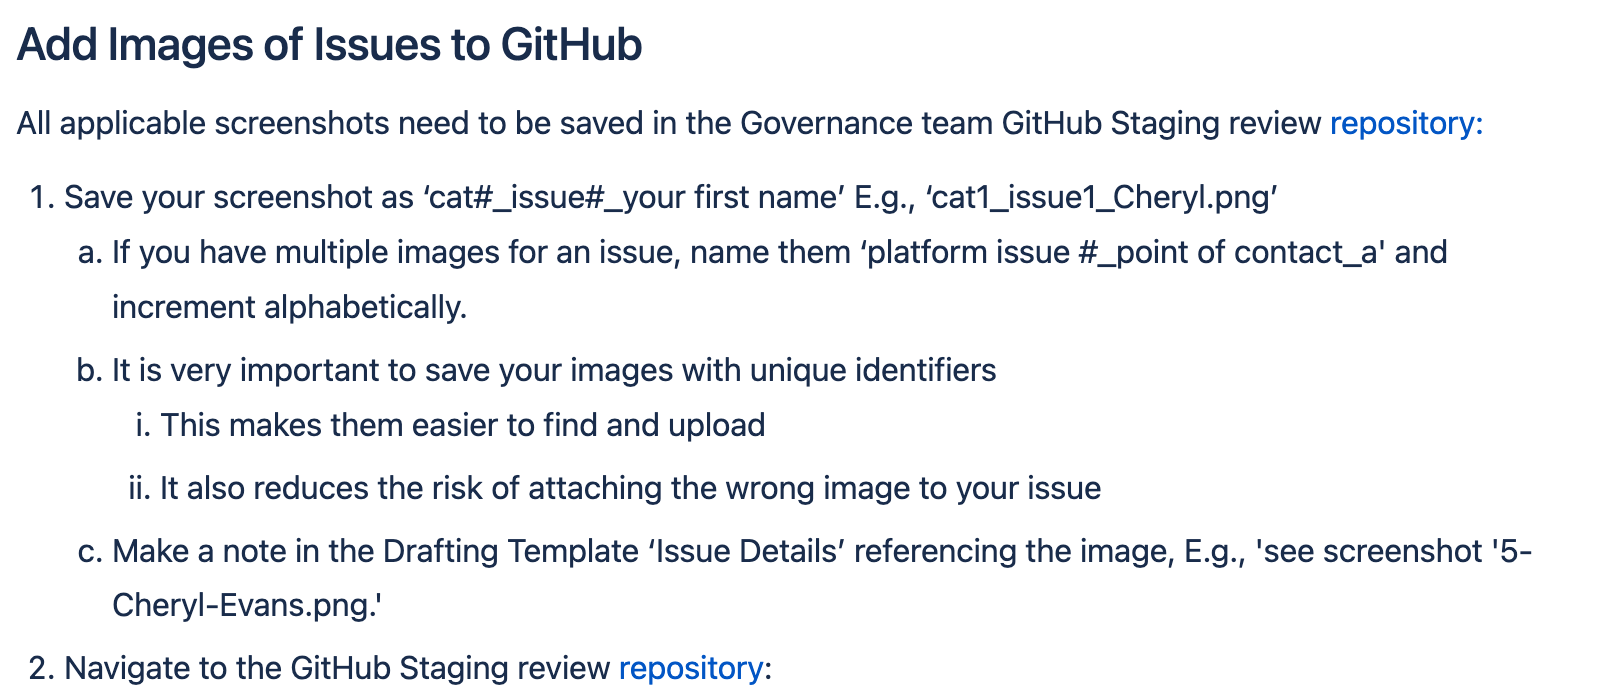 Add Images of Issues to GitHub
All applicable screenshots need to be saved in the Governance team GitHub Staging review repository:
1. Save your screenshot as ‘cat#_issue#_your first name’ E.g., ‘cat1_issue1_Cheryl.png’
a. If you have multiple images for an issue, name them ‘platform issue #_point of contact_a' and
increment alphabetically.
b. It is very important to save your images with unique identifiers
i. This makes them easier to find and upload
ii. It also reduces the risk of attaching the wrong image to your issue
c. Make a note in the Drafting Template ‘Issue Details’ referencing the image, E.g., 'see screenshot '5-
Cheryl-Evans.png.'
2. Navigate to the GitHub Staging review repository: